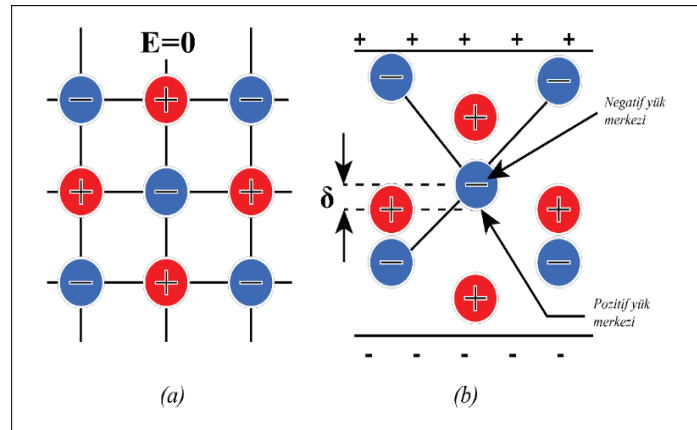 E=0
− + −
+ − +
− + −
(a)
+ + + + +
− −
+
−
δ
+ +
− −
+
- - - - -
Negatif yük
merkezi
Pozitif yük
merkezi
(b)